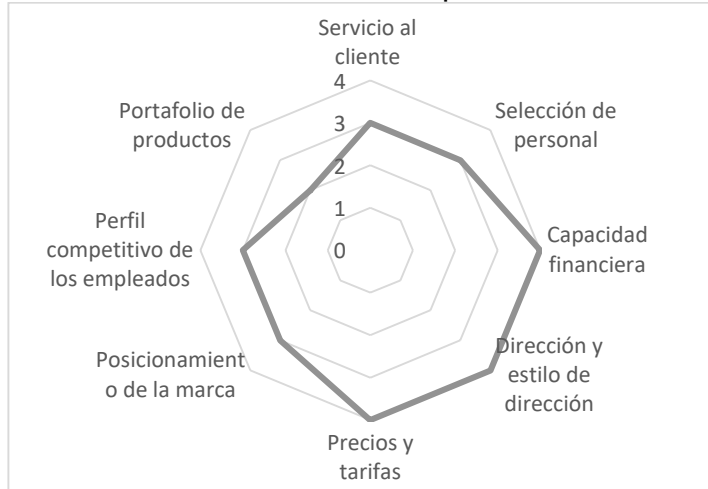 Servicio al
cliente
Selección de
personal
Capacidad
financiera
Dirección y
estilo de
dirección
Precios y
tarifas
Posicionamient
o de la marca
Perfil
competitivo de
los empleados
Portafolio de
productos
4
3
2
1
0